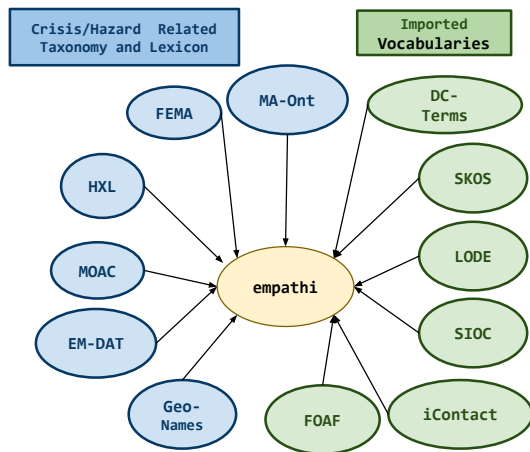 Crisis/Hazard Related
Taxonomy and Lexicon
Imported
Vocabularies
FEMA
MA-Ont
DC-
Terms
HXL
SKOS
MOAC
LODE
empathi
EM-DAT
SIOC
Geo-
Names
FOAF
iContact